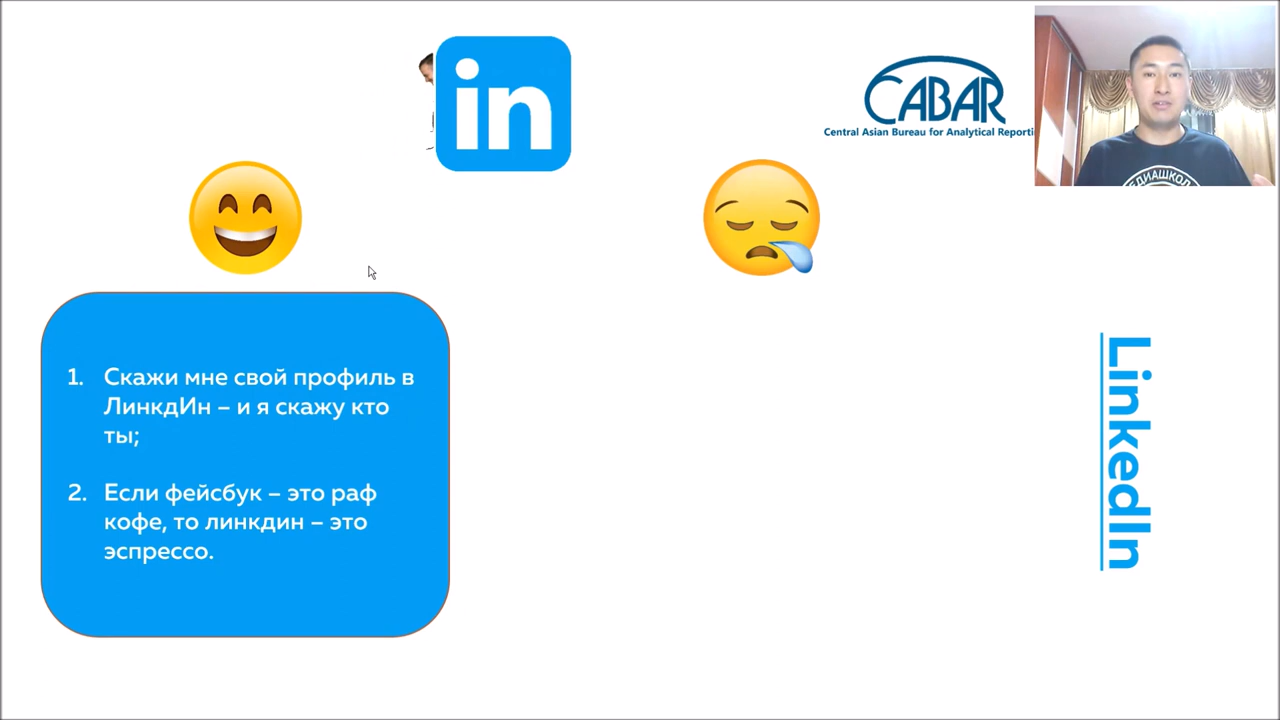 in
CABAR
Central Asian Bureau for Analytical
ДИАШКОЛ
1. Скажи мне свой профиль в
ЛинкдИн – и я скажу кто
ты;
2. Если фейсбук – это раф
кофе, то линкдин – это
эспрессо.
LinkedIn